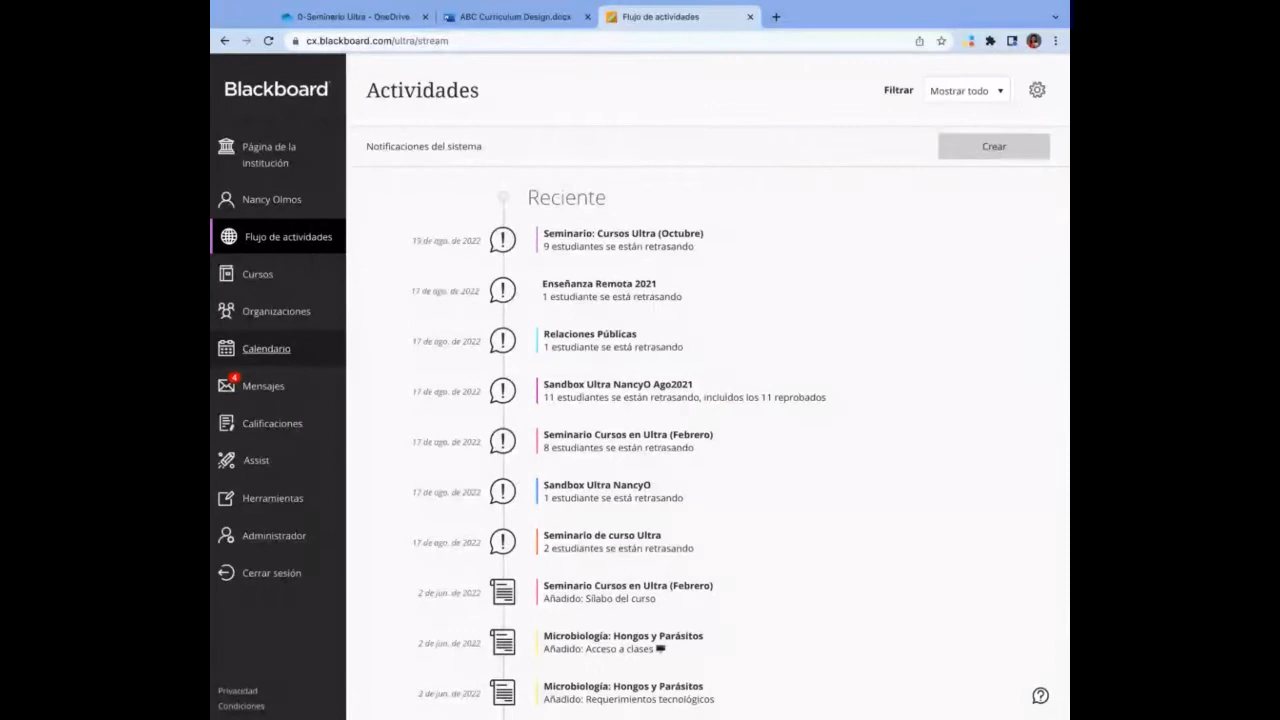 0-Seminario Ultra - OneDrive
ABC Curriculum Design.docx
Flujo de actividades
cx.blackboard.com/ultra/stream
Blackboard
Página de la
institución
Nancy Olmos
Flujo de actividades
Cursos
Organizaciones
Calendario
4
Mensajes
Calificaciones
Assist
Herramientas
Administrador
Cerrar sesión
Privacidad
Condiciones
Actividades
Filtrar
Mostrar todo
Notificaciones del sistema
Crear
Reciente
19 de ago. de 2022
Seminario: Cursos Ultra (Octubre)
9 estudiantes se están retrasando
17 de ago. de 2022
Enseñanza Remota 2021
1 estudiante se está retrasando
17 de ago. de 2022
Relaciones Públicas
1 estudiante se está retrasando
17 de ago. de 2022
Sandbox Ultra NancyO Ago2021
11 estudiantes se están retrasando, incluidos los 11 reprobados
17 de ago. de 2022
Seminario Cursos en Ultra (Febrero)
8 estudiantes se están retrasando
17 de ago. de 2022
Sandbox Ultra NancyO
1 estudiante se está retrasando
17 de ago. de 2022
Seminario de curso Ultra
2 estudiantes se están retrasando
2 de jun. de 2022
Seminario Cursos en Ultra (Febrero)
Añadido: Sílabo del curso
2 de jun. de 2022
Microbiología: Hongos y Parásitos
Añadido: Acceso a clases
2 de jun. de 2022
Microbiología: Hongos y Parásitos
Añadido: Requerimientos tecnológicos